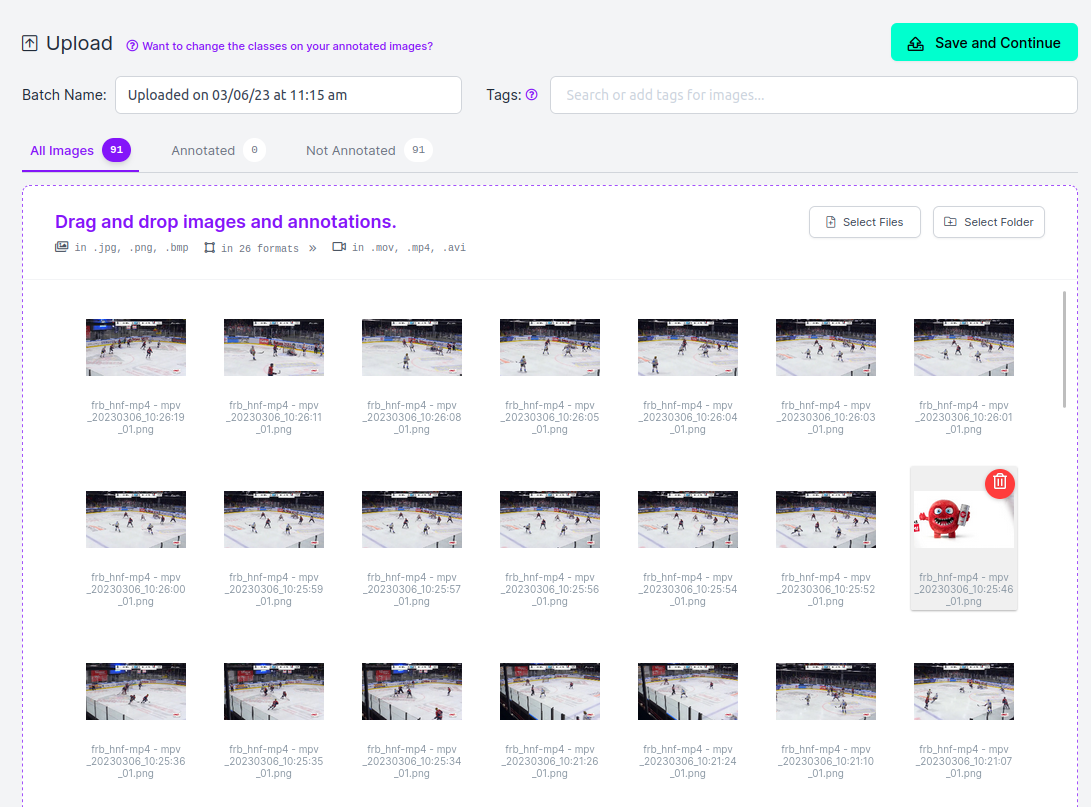 Upload
Want to change the classes on your annotated images?
Save and Continue
Batch Name:
Uploaded on 03/06/23 at 11:15 am
Tags:
Search or add tags for images...
All Images 91
Annotated 0
Not Annotated 91
Drag and drop images and annotations.
in .jpg, .png, .bmp
in 26 formats »
in .mov, .mp4, .avi
Select Files
Select Folder
frb_hnf-mp4 - mpv
_20230306_10:26:19
_01.png
frb_hnf-mp4 - mpv
_20230306_10:26:11
_01.png
frb_hnf-mp4 - mpv
_20230306_10:26:08
_01.png
frb_hnf-mp4 - mpv
_20230306_10:26:05
_01.png
frb_hnf-mp4 - mpv
_20230306_10:26:04
_01.png
frb_hnf-mp4 - mpv
_20230306_10:26:03
_01.png
frb_hnf-mp4 - mpv
_20230306_10:26:01
_01.png
frb_hnf-mp4 - mpv
_20230306_10:26:00
_01.png
frb_hnf-mp4 - mpv
_20230306_10:25:59
_01.png
frb_hnf-mp4 - mpv
_20230306_10:25:57
_01.png
frb_hnf-mp4 - mpv
_20230306_10:25:56
_01.png
frb_hnf-mp4 - mpv
_20230306_10:25:54
_01.png
frb_hnf-mp4 - mpv
_20230306_10:25:52
_01.png
frb_hnf-mp4 - mpv
_20230306_10:25:46
_01.png
frb_hnf-mp4 - mpv
_20230306_10:25:36
_01.png
frb_hnf-mp4 - mpv
_20230306_10:25:35
_01.png
frb_hnf-mp4 - mpv
_20230306_10:25:34
_01.png
frb_hnf-mp4 - mpv
_20230306_10:21:26
_01.png
frb_hnf-mp4 - mpv
_20230306_10:21:24
_01.png
frb_hnf-mp4 - mpv
_20230306_10:21:10
_01.png
frb_hnf-mp4 - mpv
_20230306_10:21:07
_01.png